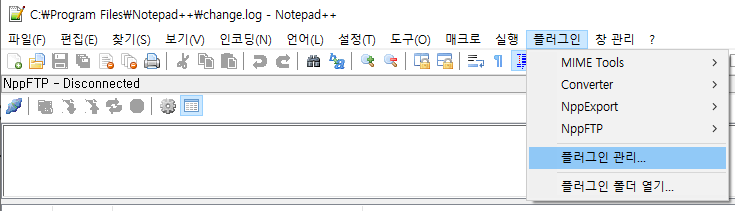 C:₩Program Files₩Notepad++₩change.log - Notepad++
파일(F) 편집(E) 찾기(S) 보기(V) 인코딩(N) 언어(L) 설정(T) 도구(O) 매크로 실행 플러그인 창 관리 ?
NppFTP - Disconnected
MIME Tools
Converter
NppExport
NppFTP
플러그인 관리...
플러그인 폴더 열기...